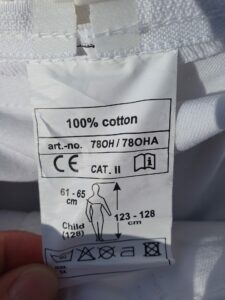 100% cotton
art.-no. 78OH / 78OHA
CE CAT. II i
61 - 65
cm
123 - 128
cm
Child
(128)